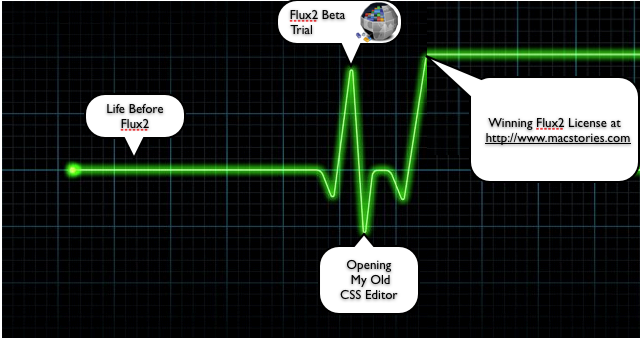 Flux2 Beta
Trial
Life Before
Flux2
Winning Flux2 License at
http://www.macstories.com
Opening
My Old
CSS Editor